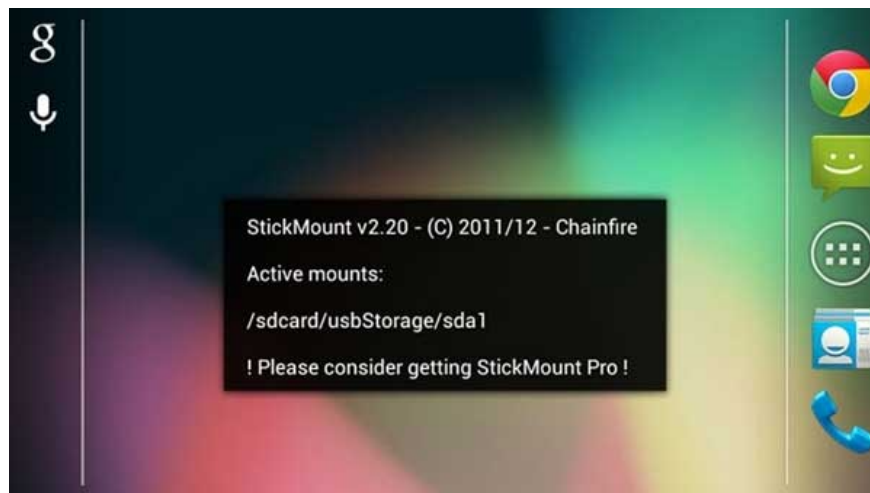 g
StickMount v2.20 - (C) 2011/12 - Chainfire
Active mounts:
/sdcard/usbStorage/sda1
! Please consider getting StickMount Pro !